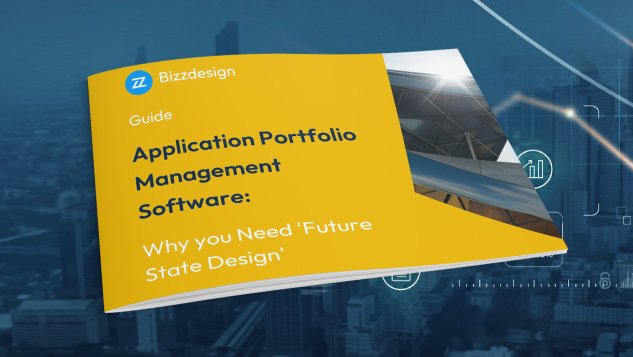 Bizzdesign
Guide
Application Portfolio
Management
Software:
Why you Need 'Future
State Design'